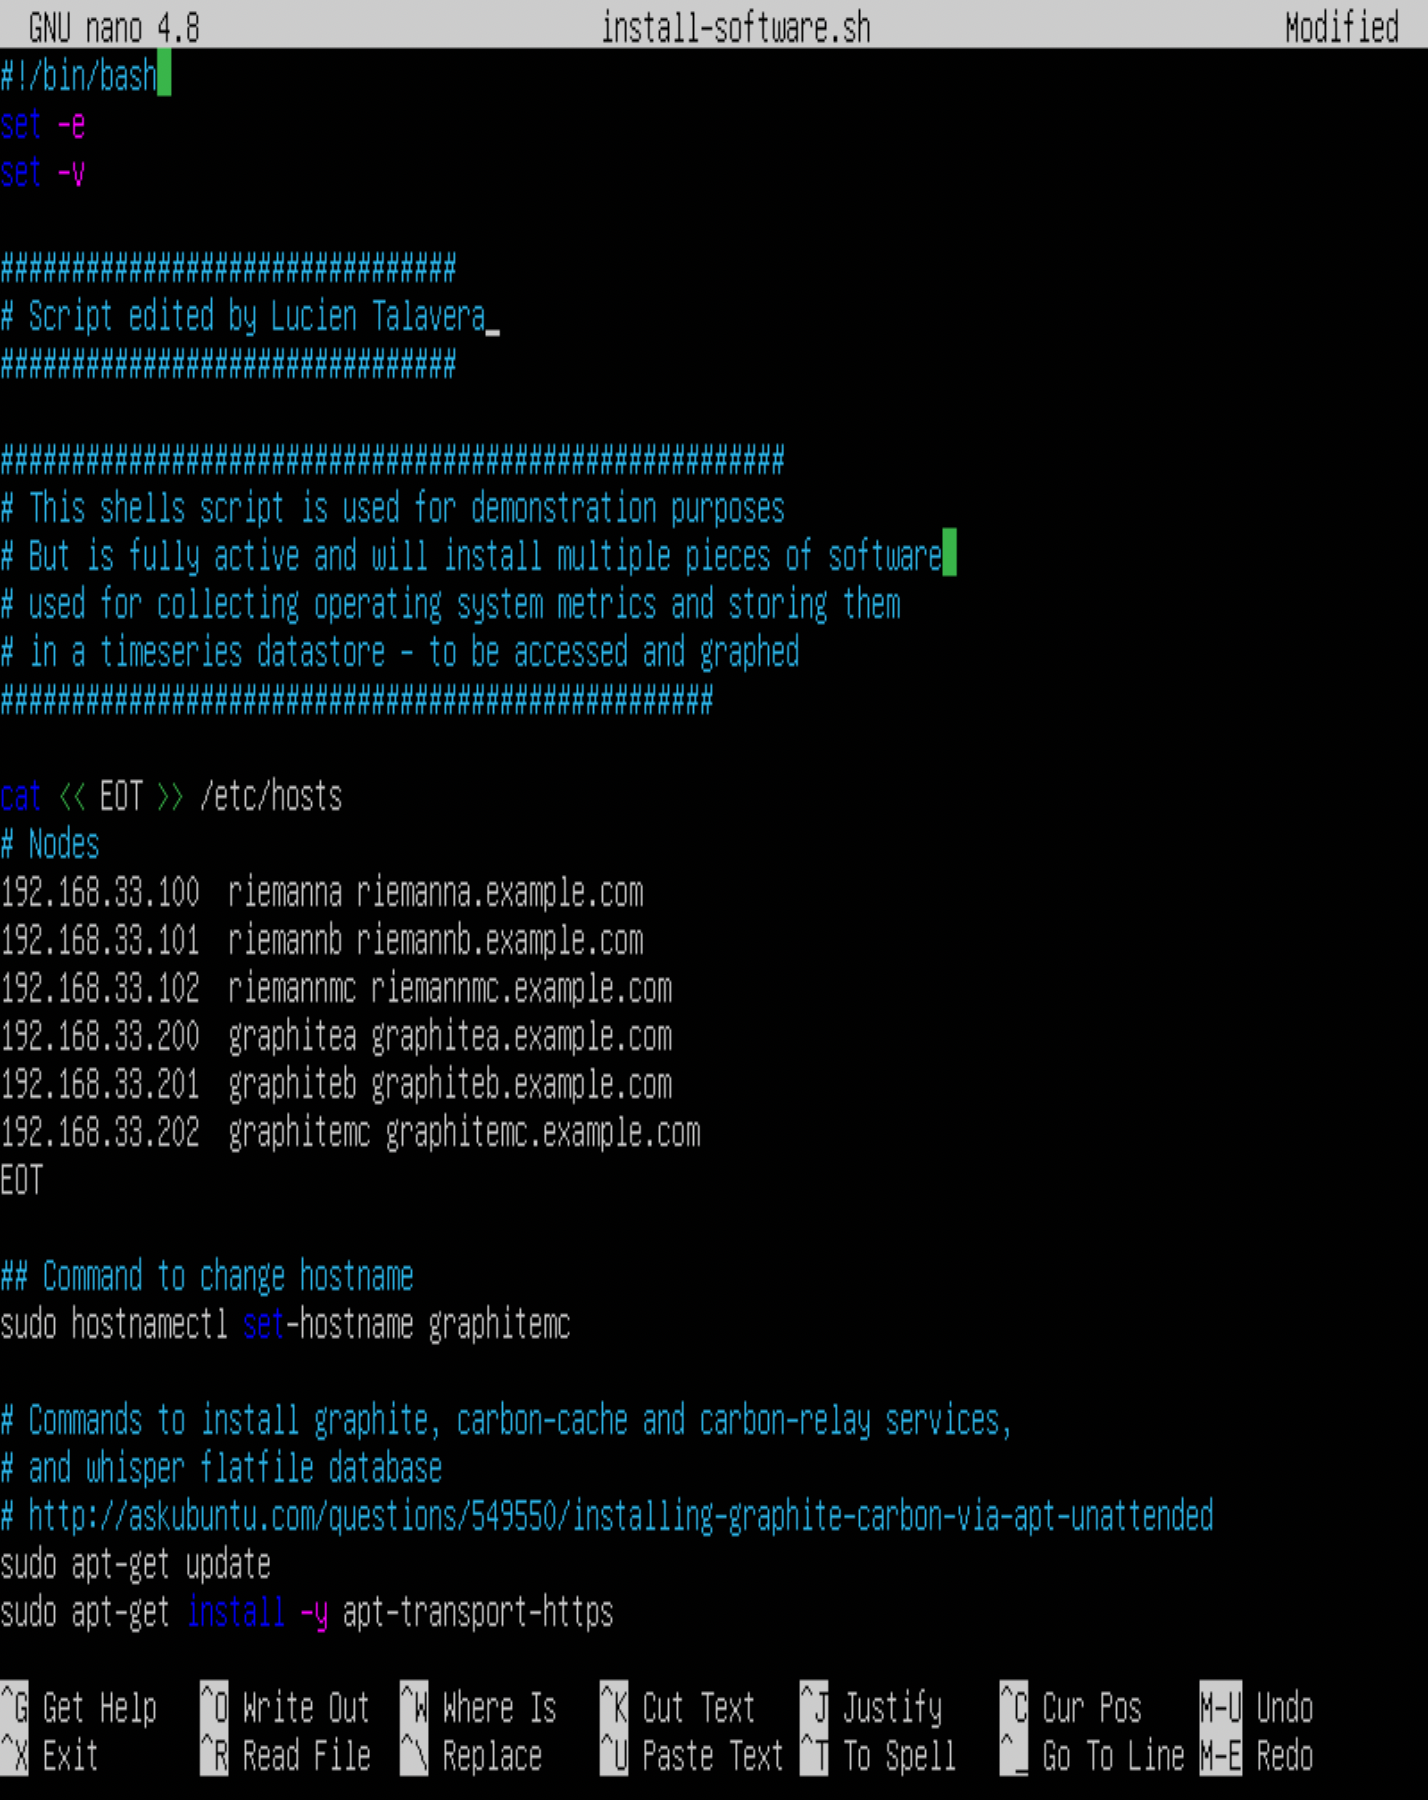 GNU nano 4.8 install-software.sh Modified
#!/bin/bash
set -e
set -v
################################
# Script edited by Lucien Talavera
################################
#######################################################
# This shells script is used for demonstration purposes
# But is fully active and will install multiple pieces of software
# used for collecting operating system metrics and storing them
# in a timeseries datastore - to be accessed and graphed
##################################################
cat << EOT >> /etc/hosts
# Nodes
192.168.33.100  riemanna riemanna.example.com
192.168.33.101  riemannb riemannb.example.com
192.168.33.102  riemannmc riemannmc.example.com
192.168.33.200  graphitea graphitea.example.com
192.168.33.201  graphiteb graphiteb.example.com
192.168.33.202  graphitemc graphitemc.example.com
EOT
## Command to change hostname
sudo hostnamectl set-hostname graphitemc
# Commands to install graphite, carbon-cache and carbon-relay services,
# and whisper flatfile database
# http://askubuntu.com/questions/549550/installing-graphite-carbon-via-apt-unattended
sudo apt-get update
sudo apt-get install -y apt-transport-https
^G Get Help ^O Write Out ^W Where Is ^K Cut Text ^J Justify ^C Cur Pos M-U Undo
^X Exit ^R Read File ^\ Replace ^U Paste Text ^T To Spell ^_ Go To Line M-E Redo